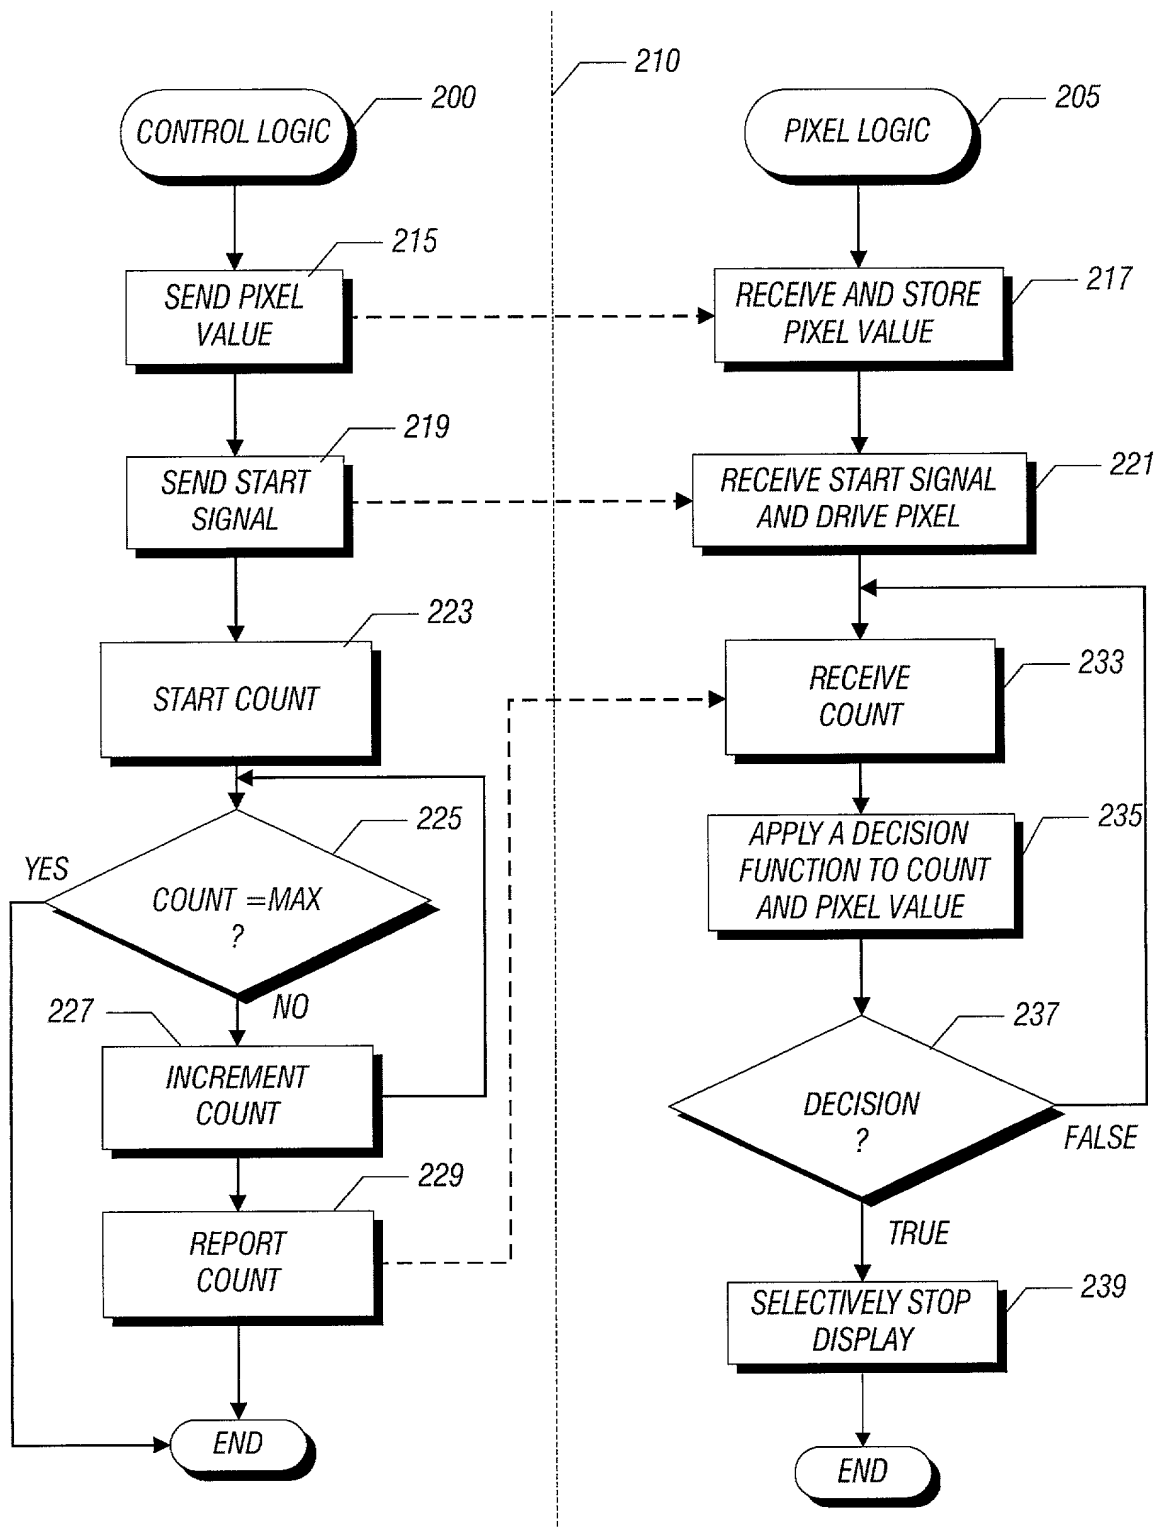 210
200
CONTROL LOGIC
215
SEND PIXEL
VALUE
219
SEND START
SIGNAL
223
START COUNT
225
YES
COUNT =MAX
?
NO
227
INCREMENT
COUNT
229
REPORT
COUNT
END
205
PIXEL LOGIC
217
RECEIVE AND STORE
PIXEL VALUE
221
RECEIVE START SIGNAL
AND DRIVE PIXEL
233
RECEIVE
COUNT
235
APPLY A DECISION
FUNCTION TO COUNT
AND PIXEL VALUE
237
DECISION
?
FALSE
TRUE
239
SELECTIVELY STOP
DISPLAY
END